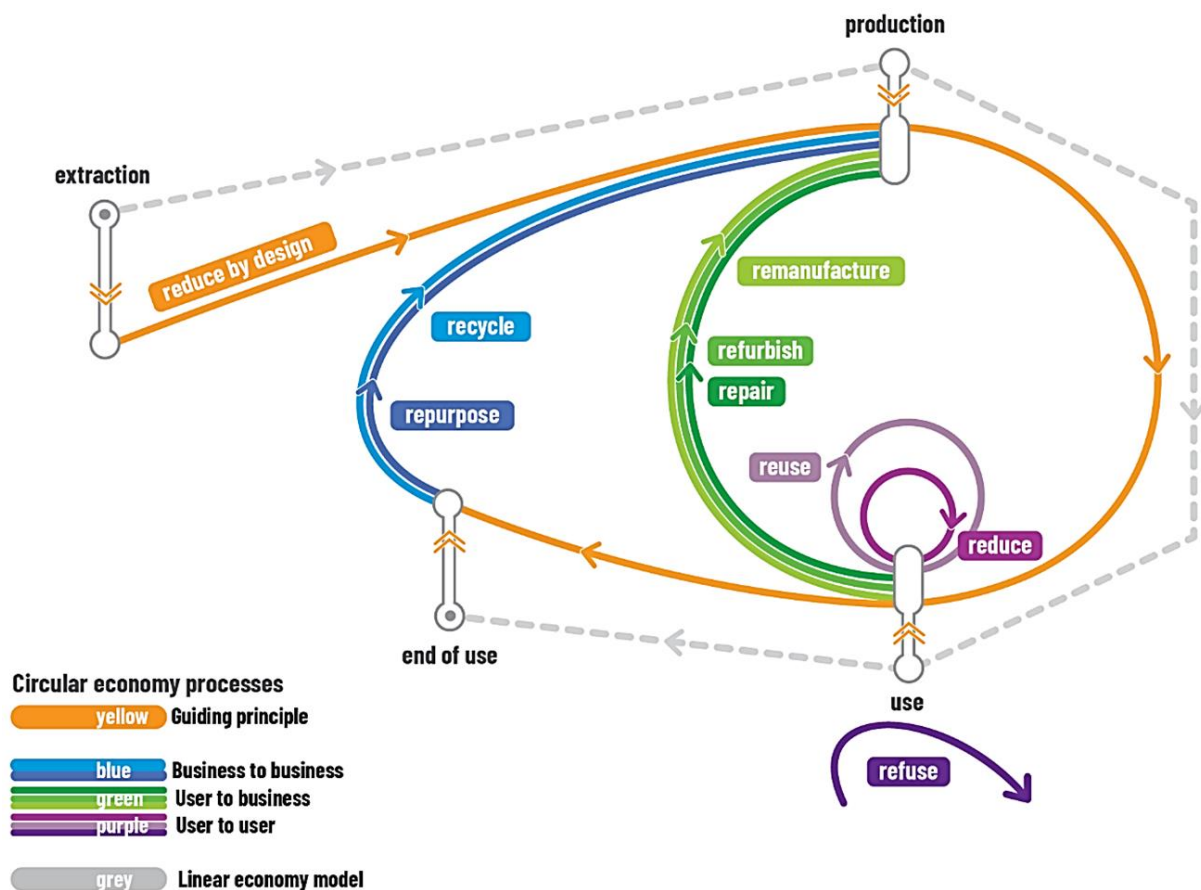 production
extraction
reduce by design
remanufacture
recycle
refurbish
repair
repurpose
reuse
reduce
end of use
use
refuse
Circular economy processes
yellow Guiding principle
blue Business to business
green User to business
purple User to user
grey Linear economy model